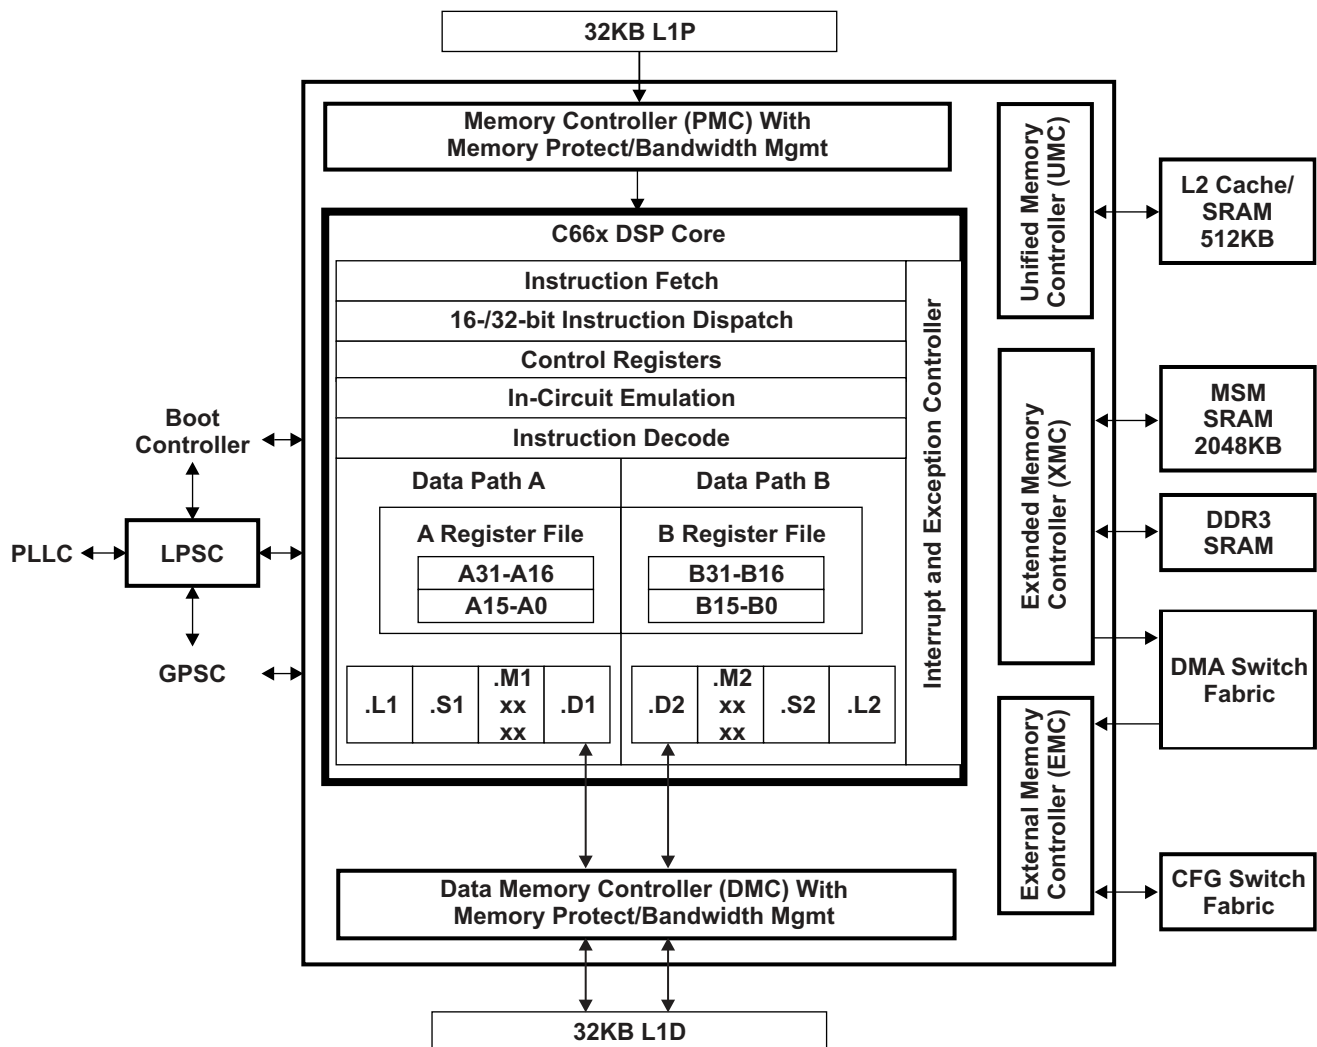 32KB L1P
Memory Controller (PMC) With
Memory Protect/Bandwidth Mgmt
C66x DSP Core
Instruction Fetch
16-/32-bit Instruction Dispatch
Control Registers
In-Circuit Emulation
Instruction Decode
Data Path A
Data Path B
A Register File
B Register File
A31-A16
A15-A0
B31-B16
B15-B0
.L1
.S1
.M1
xx
xx
.D1
.D2
.M2
xx
xx
.S2
.L2
Interrupt and Exception Controller
Data Memory Controller (DMC) With
Memory Protect/Bandwidth Mgmt
32KB L1D
Boot
Controller
PLLC
LPSC
GPSC
Unified Memory
Controller (UMC)
Extended Memory
Controller (XMC)
External Memory
Controller (EMC)
L2 Cache/
SRAM
512KB
MSM
SRAM
2048KB
DDR3
SRAM
DMA Switch
Fabric
CFG Switch
Fabric